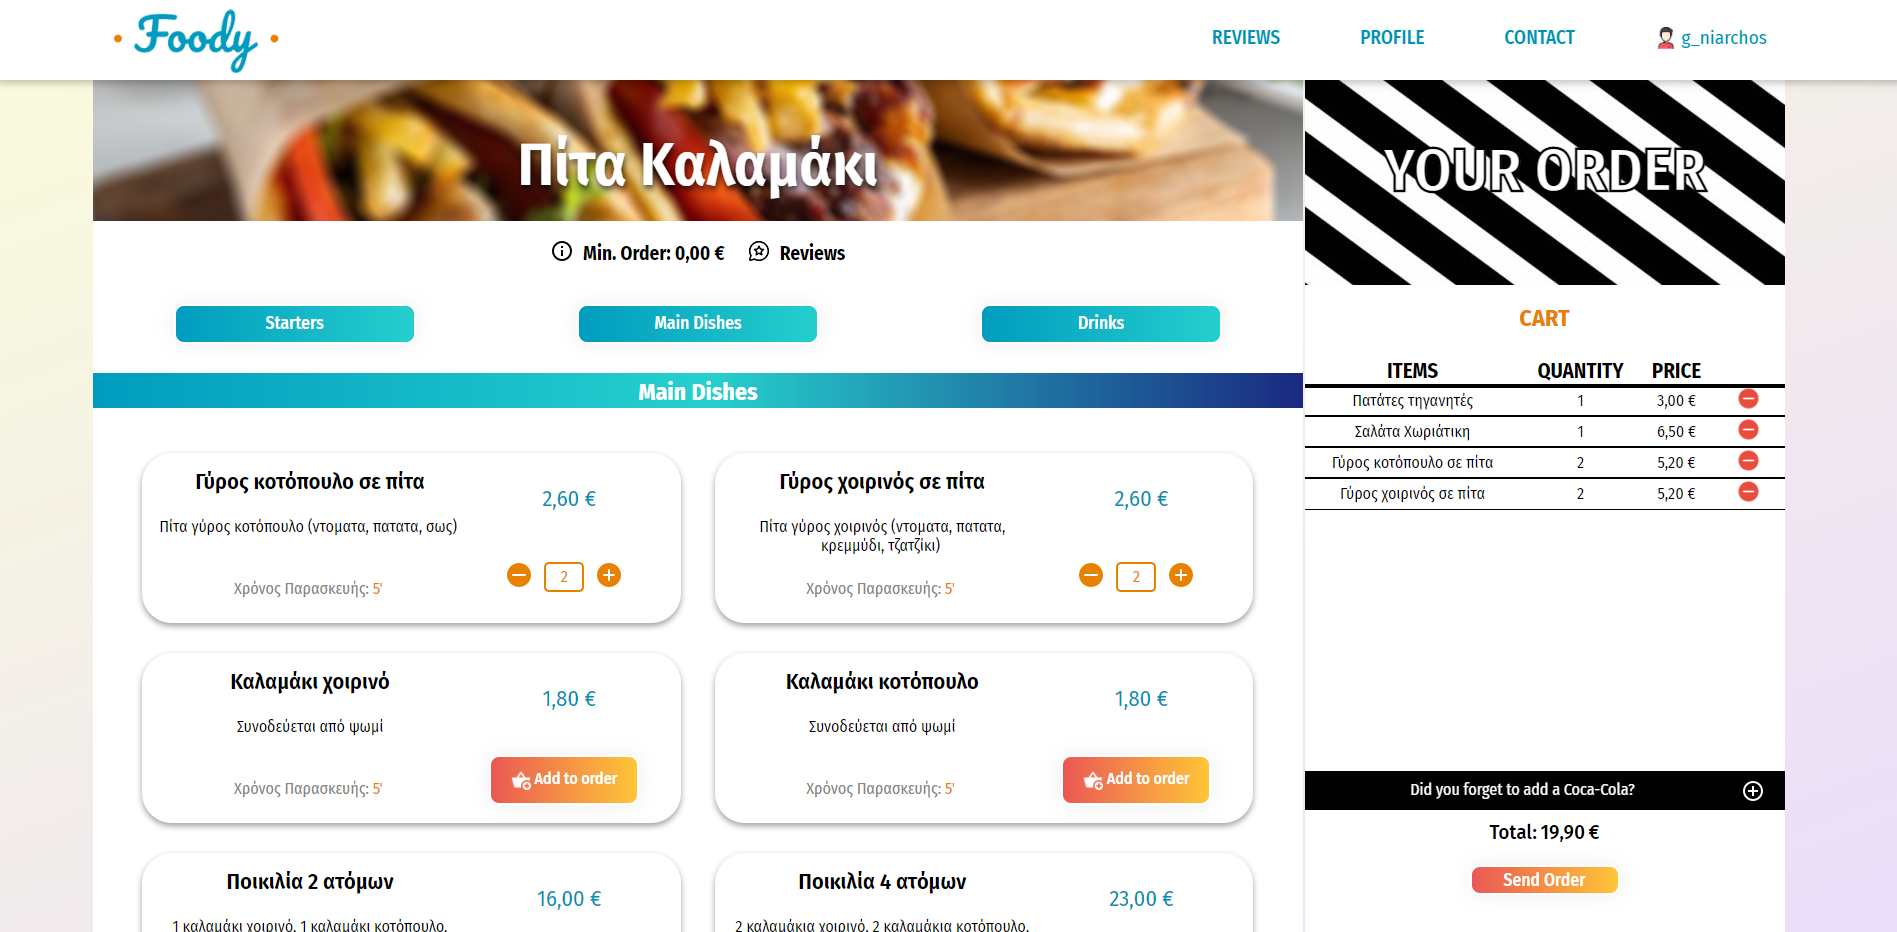 Foody
REVIEWS
PROFILE
CONTACT
g_niarchos
Πίτα Καλαμάκι
Min. Order: 0,00 €
Reviews
Starters
Main Dishes
Drinks
Main Dishes
Γύρος κοτόπουλο σε πίτα
2,60 €
Πίτα γύρος κοτόπουλο (ντοματα, πατατα, σως)
Χρόνος Παρασκευής: 5'
2
Γύρος χοιρινός σε πίτα
2,60 €
Πίτα γύρος χοιρινός (ντοματα, πατατα,
κρεμμύδι, τζατζίκι)
Χρόνος Παρασκευής: 5'
2
Καλαμάκι χοιρινό
1,80 €
Συνοδεύεται από ψωμί
Χρόνος Παρασκευής: 5'
Add to order
Καλαμάκι κοτόπουλο
1,80 €
Συνοδεύεται από ψωμί
Χρόνος Παρασκευής: 5'
Add to order
Ποικιλία 2 ατόμων
16,00 €
1 καλαμάκι χοιρινό, 1 καλαμάκι κοτόπουλο,
Ποικιλία 4 ατόμων
23,00 €
2 καλαμάκια χοιρινό, 2 καλαμάκια κοτόπουλο,
YOUR ORDER
CART
ITEMS QUANTITY PRICE
Πατάτες τηγανητές 1 3,00 €
Σαλάτα Χωριάτικη 1 6,50 €
Γύρος κοτόπουλο σε πίτα 2 5,20 €
Γύρος χοιρινός σε πίτα 2 5,20 €
Did you forget to add a Coca-Cola?
Total: 19,90 €
Send Order